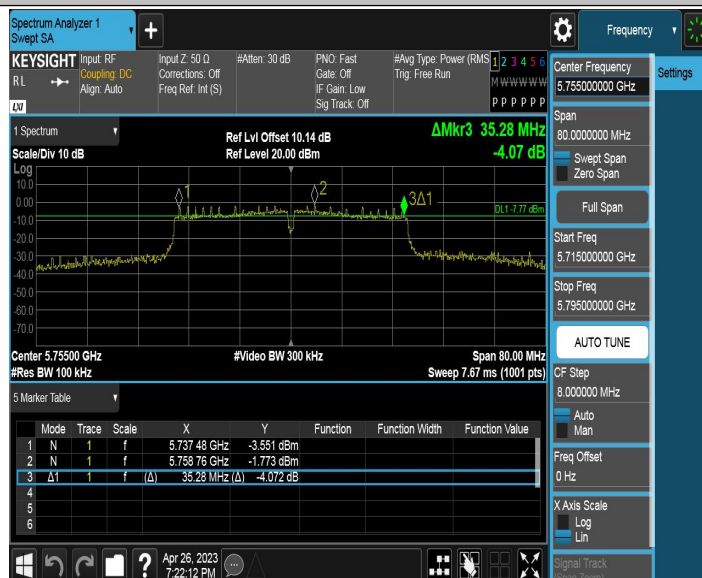 Spectrum Analyzer 1
Swept SA
+
Frequency
KEYSIGHT
Input: RF
Input Z: 50 Ω
#Atten: 30 dB
PNO: Fast
#Avg Type: Power (RMS
1 2 3 4 5 6
R L
Coupling: DC
Corrections: Off
Gate: Off
Trig: Free Run
M W W W W W
Align: Auto
Freq Ref: Int (S)
IF Gain: Low
Sig Track: Off
P P P P P P
LNI
Center Frequency
5.755000000 GHz
Settings
Span
80.0000000 MHz
Swept Span
Zero Span
Full Span
Start Freq
5.715000000 GHz
Stop Freq
5.795000000 GHz
AUTO TUNE
CF Step
8.000000 MHz
Auto
Man
Freq Offset
0 Hz
X Axis Scale
Log
Lin
Signal Track
(Span Zoom)
1 Spectrum
Ref Lvl Offset 10.14 dB
ΔMkr3 35.28 MHz
Scale/Div 10 dB
Ref Level 20.00 dBm
-4.07 dB
Log
10.0
0.00
-10.0
-20.0
-30.0
-40.0
-50.0
-60.0
-70.0
1
2
3Δ1
DL1 -7.77 dBm
Center 5.75500 GHz
#Video BW 300 kHz
Span 80.00 MHz
#Res BW 100 kHz
Sweep 7.67 ms (1001 pts)
5 Marker Table
Mode Trace Scale X Y Function Function Width Function Value
1 N 1 f 5.737 48 GHz -3.551 dBm
2 N 1 f 5.758 76 GHz -1.773 dBm
3 Δ1 1 f (Δ) 35.28 MHz (Δ) -4.072 dB
4
5
6
?
Apr 26, 2023
7:22:12 PM